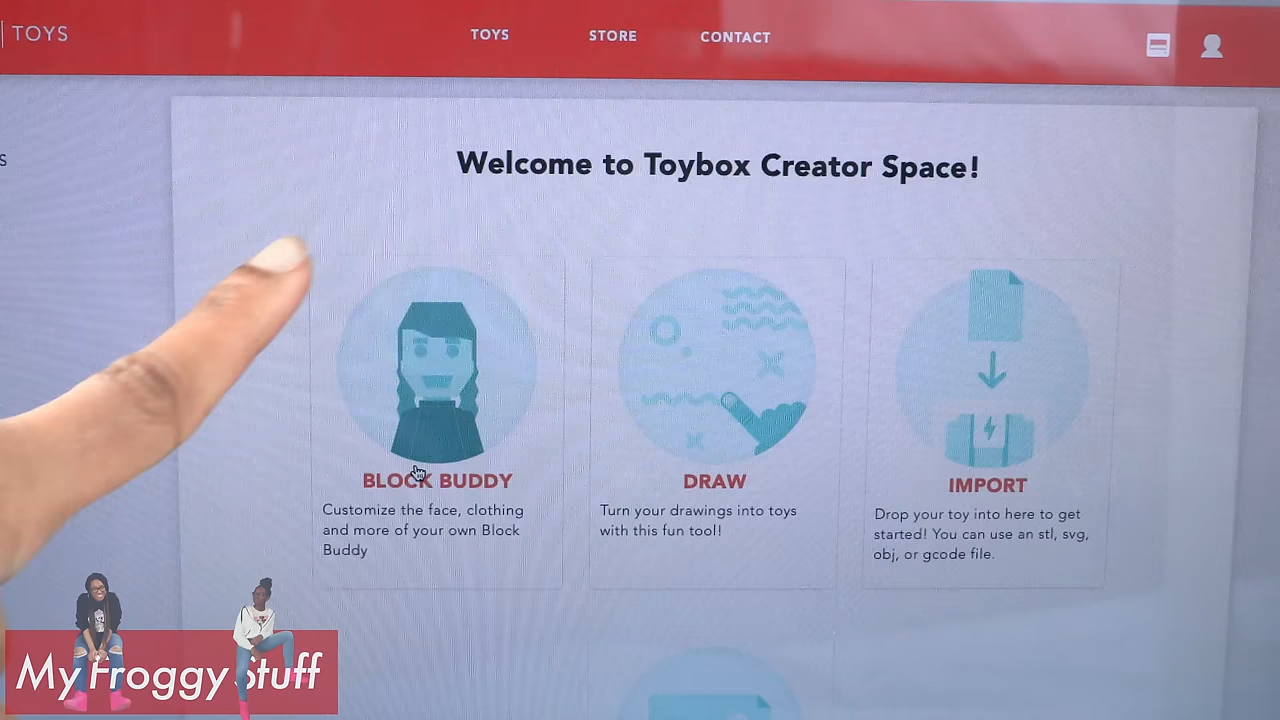 TOYS
TOYS
STORE
CONTACT
S
Welcome to Toybox Creator Space!
BLOCK BUDDY
Customize the face, clothing
and more of your own Block
Buddy
DRAW
Turn your drawings into toys
with this fun tool!
IMPORT
Drop your toy into here to get
started! You can use an stl, svg,
obj, or gcode file.
My Froggy Stuff